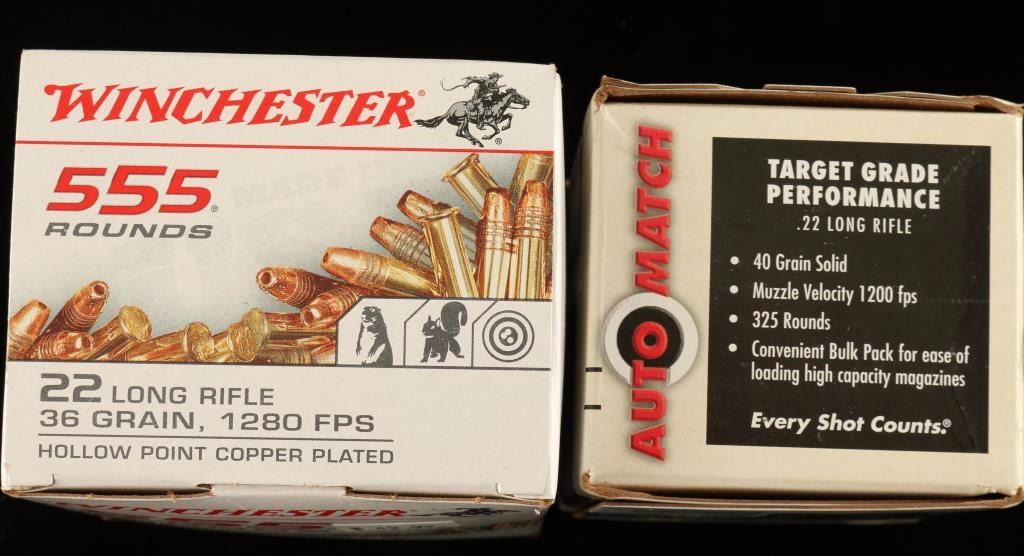 WINCHESTER®
®
555®
ROUNDS
22 LONG RIFLE
36 GRAIN, 1280 FPS
HOLLOW POINT COPPER PLATED
AUTOMATCH
TARGET GRADE
PERFORMANCE
.22 LONG RIFLE
• 40 Grain Solid
• Muzzle Velocity 1200 fps
• 325 Rounds
• Convenient Bulk Pack for ease of
loading high capacity magazines
Every Shot Counts.®